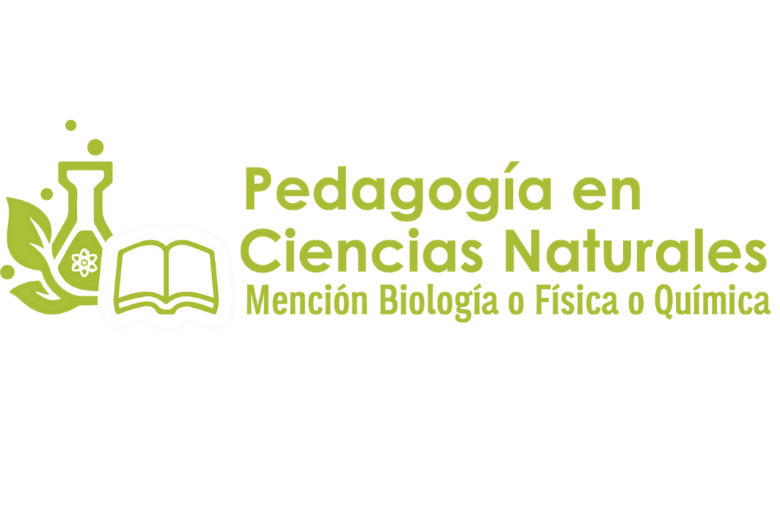 Pedagogía en
Ciencias Naturales
Mención Biología o Física o Química